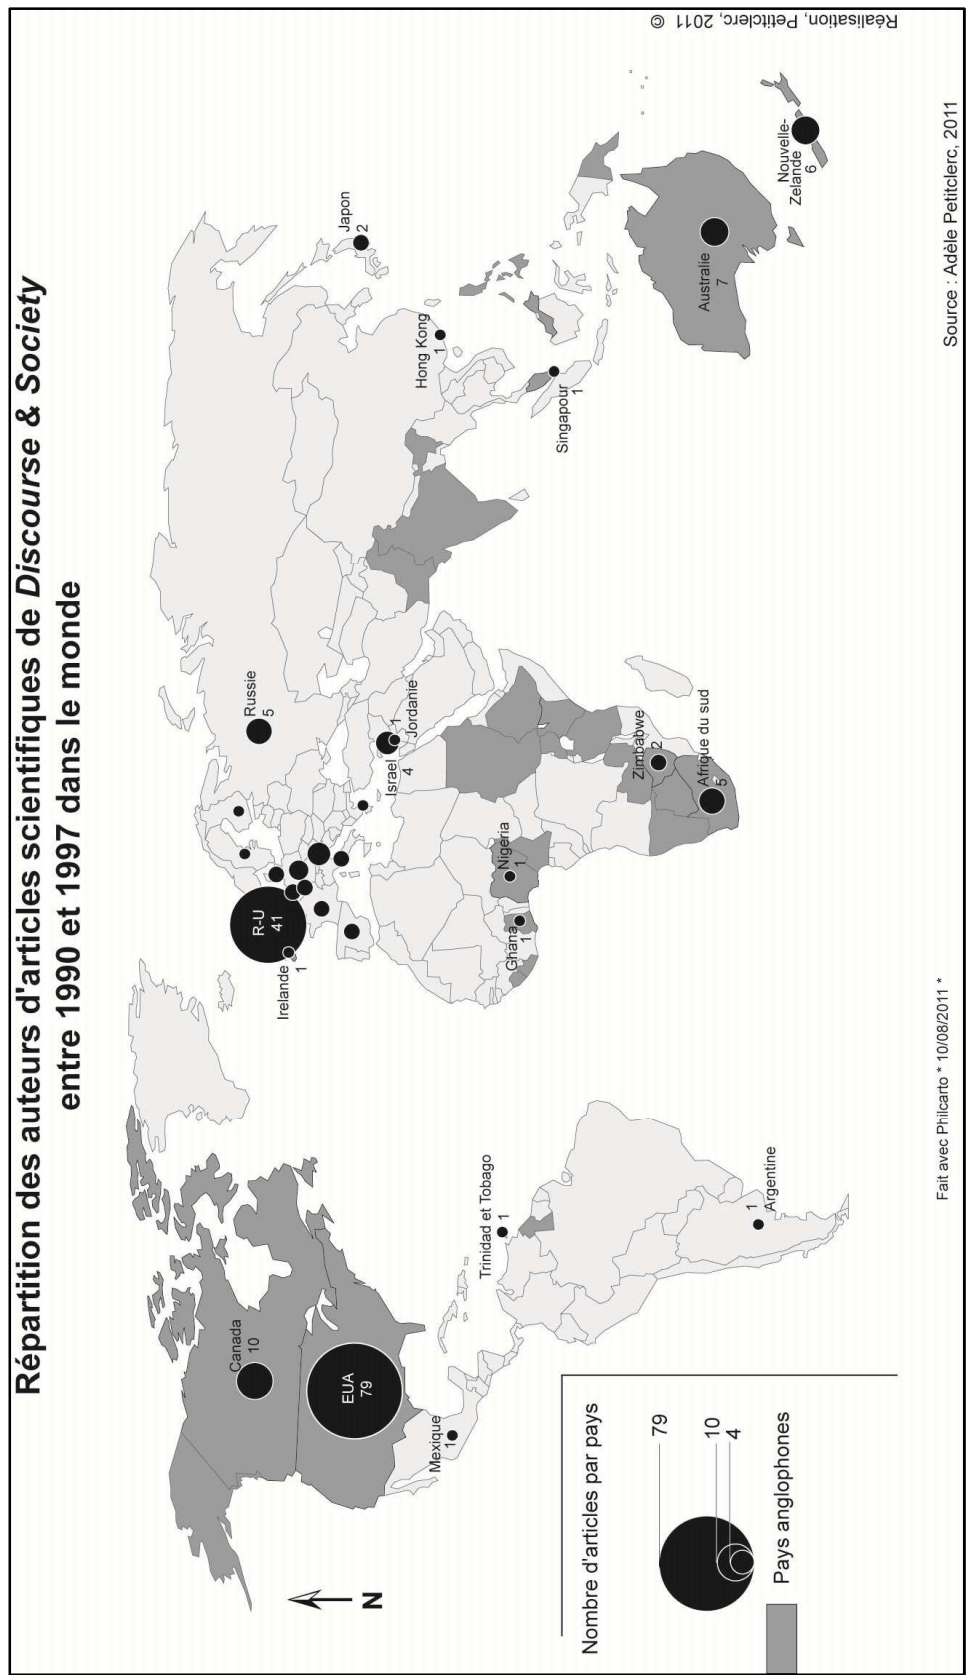 Répartition des auteurs d'articles scientifiques de Discourse & Society
entre 1990 et 1997 dans le monde
Canada
10
EUA
79
Mexique
1
Trinidad et Tobago
1
Argentine
1
R-U
41
Irelande
1
Russie
5
Israel
4
Jordanie
1
Ghana
1
Nigeria
1
Zimbabwe
2
Afrique du sud
5
Japon
2
Hong Kong
1
Singapour
1
Australie
7
Nouvelle-
Zelande
6
N
Nombre d'articles par pays
79
10
4
Pays anglophones
Fait avec Philcarto * 10/08/2011 *
Source : Adèle Petitclerc, 2011
Réalisation, Petitclerc, 2011 ©